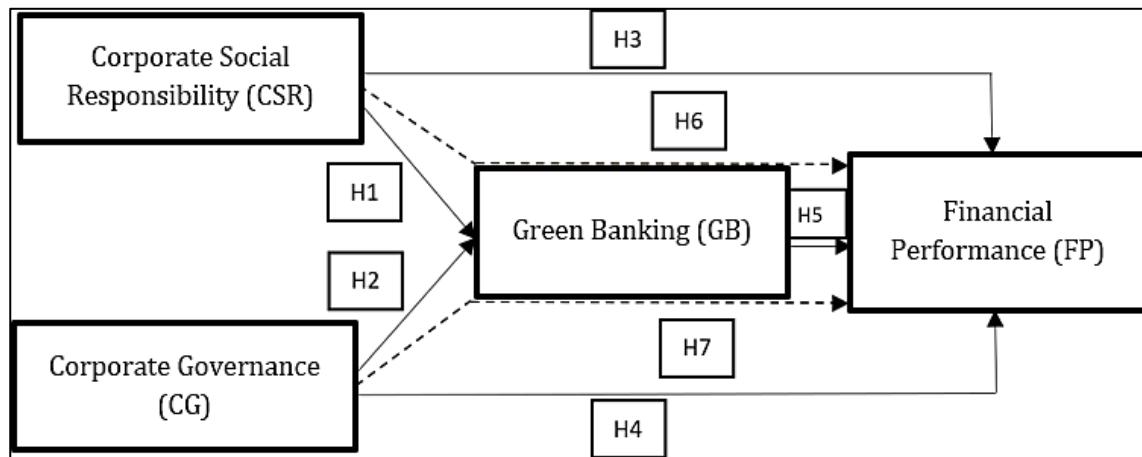 H3
Corporate Social
Responsibility (CSR)
H6
H1
H5
Green Banking (GB)
Financial
Performance (FP)
H2
H7
Corporate Governance
(CG)
H4